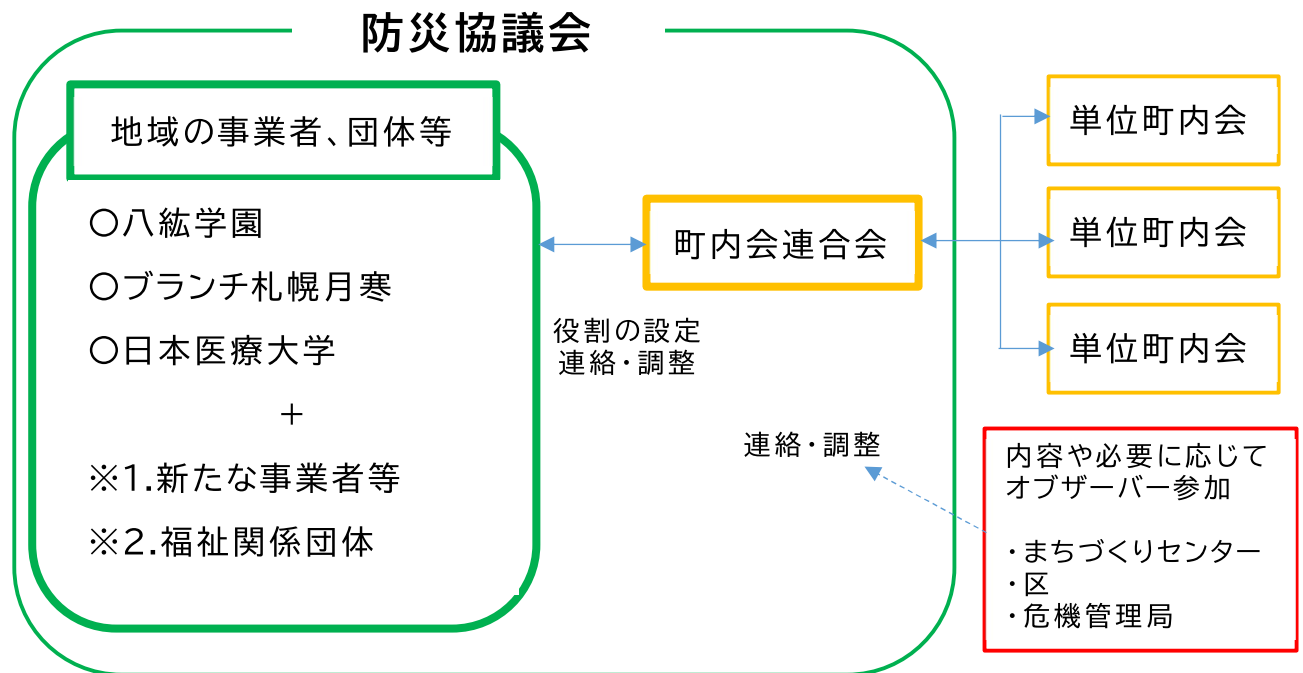 防災協議会
地域の事業者、団体等
〇八紘学園
〇ブランチ札幌月寒
〇日本医療大学
＋
※1.新たな事業者等
※2.福祉関係団体
役割の設定
連絡・調整
町内会連合会
単位町内会
単位町内会
単位町内会
連絡・調整
内容や必要に応じて
オブザーバー参加
・まちづくりセンター
・区
・危機管理局